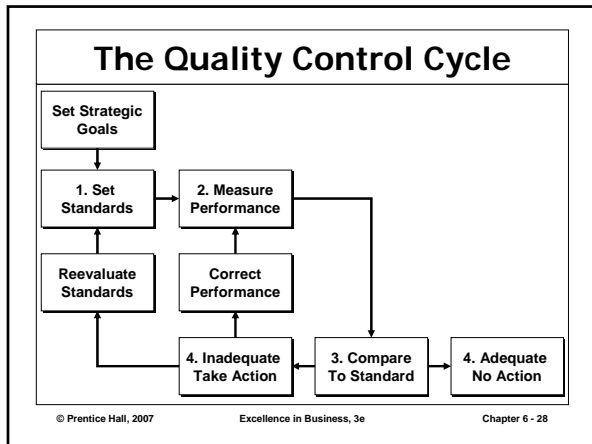 The Quality Control Cycle
Set Strategic
Goals
1. Set
Standards
2. Measure
Performance
Reevaluate
Standards
Correct
Performance
4. Inadequate
Take Action
3. Compare
To Standard
4. Adequate
No Action
© Prentice Hall, 2007
Excellence in Business, 3e
Chapter 6 - 28